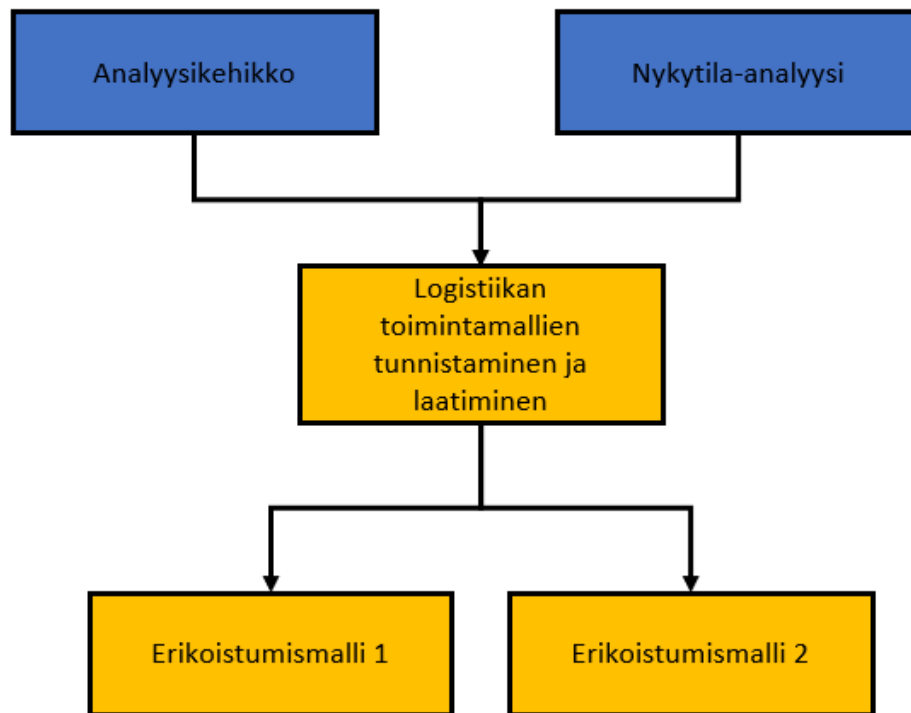 Analyysikehikko
Nykytila-analyysi
Logistiikan
toimintamallien
tunnistaminen ja
laatiminen
Erikoistumismalli 1
Erikoistumismalli 2